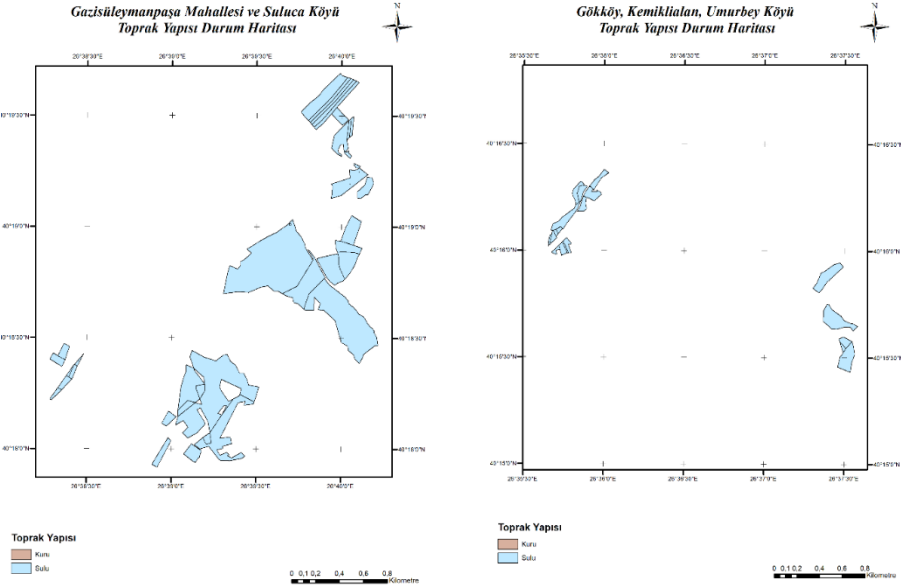 Gazisüleymanpaşa Mahallesi ve Suluca Köyü
Toprak Yapısı Durum Haritası
N
26°38'30"E 26°39'0"E 26°39'30"E 26°40'0"E
40°19'30"N 40°19'30"N
40°19'0"N 40°19'0"N
40°18'30"N 40°18'30"N
40°18'0"N 40°18'0"N
26°38'30"E 26°39'0"E 26°39'30"E 26°40'0"E
Toprak Yapısı
Kuru
Sulu
0 0,1 0,2 0,4 0,6 0,8
Kilometre
Gökköy, Kemiklialan, Umurbey Köyü
Toprak Yapısı Durum Haritası
N
26°35'30"E 26°36'0"E 26°36'30"E 26°37'0"E 26°37'30"E
40°16'30"N 40°16'30"N
40°16'0"N 40°16'0"N
40°15'30"N 40°15'30"N
40°15'0"N 40°15'0"N
26°35'30"E 26°36'0"E 26°36'30"E 26°37'0"E 26°37'30"E
Toprak Yapısı
Kuru
Sulu
0 0,1 0,2 0,4 0,6 0,8
Kilometre